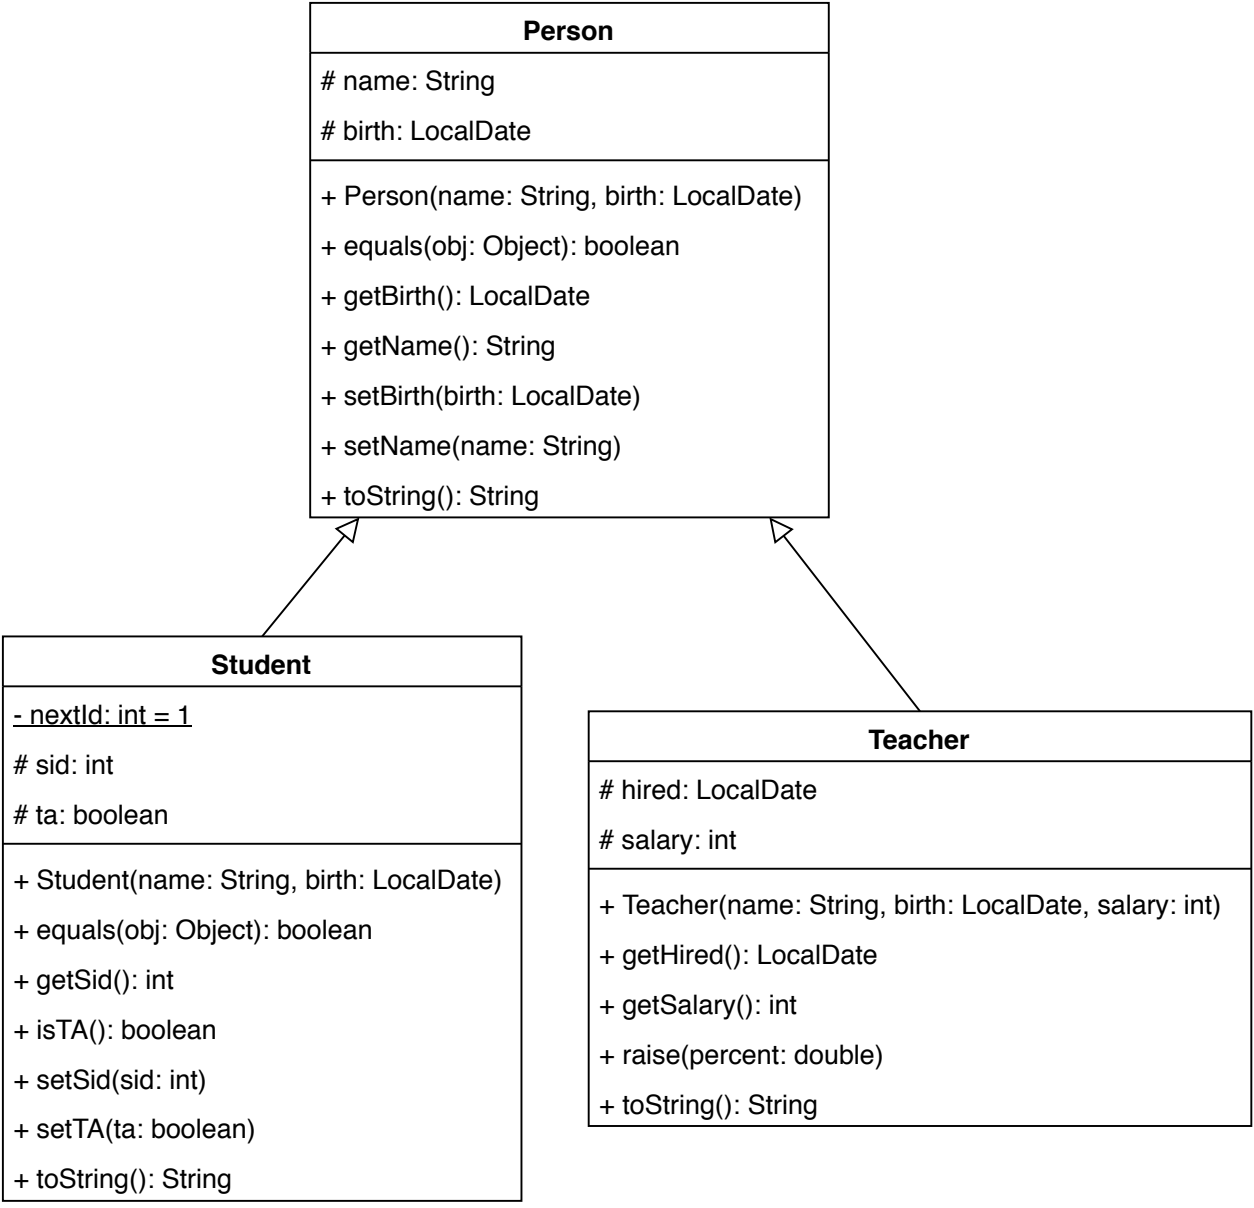 Person
# name: String
# birth: LocalDate
+ Person(name: String, birth: LocalDate)
+ equals(obj: Object): boolean
+ getBirth(): LocalDate
+ getName(): String
+ setBirth(birth: LocalDate)
+ setName(name: String)
+ toString(): String
Student
- nextId: int = 1
# sid: int
# ta: boolean
+ Student(name: String, birth: LocalDate)
+ equals(obj: Object): boolean
+ getSid(): int
+ isTA(): boolean
+ setSid(sid: int)
+ setTA(ta: boolean)
+ toString(): String
Teacher
# hired: LocalDate
# salary: int
+ Teacher(name: String, birth: LocalDate, salary: int)
+ getHired(): LocalDate
+ getSalary(): int
+ raise(percent: double)
+ toString(): String